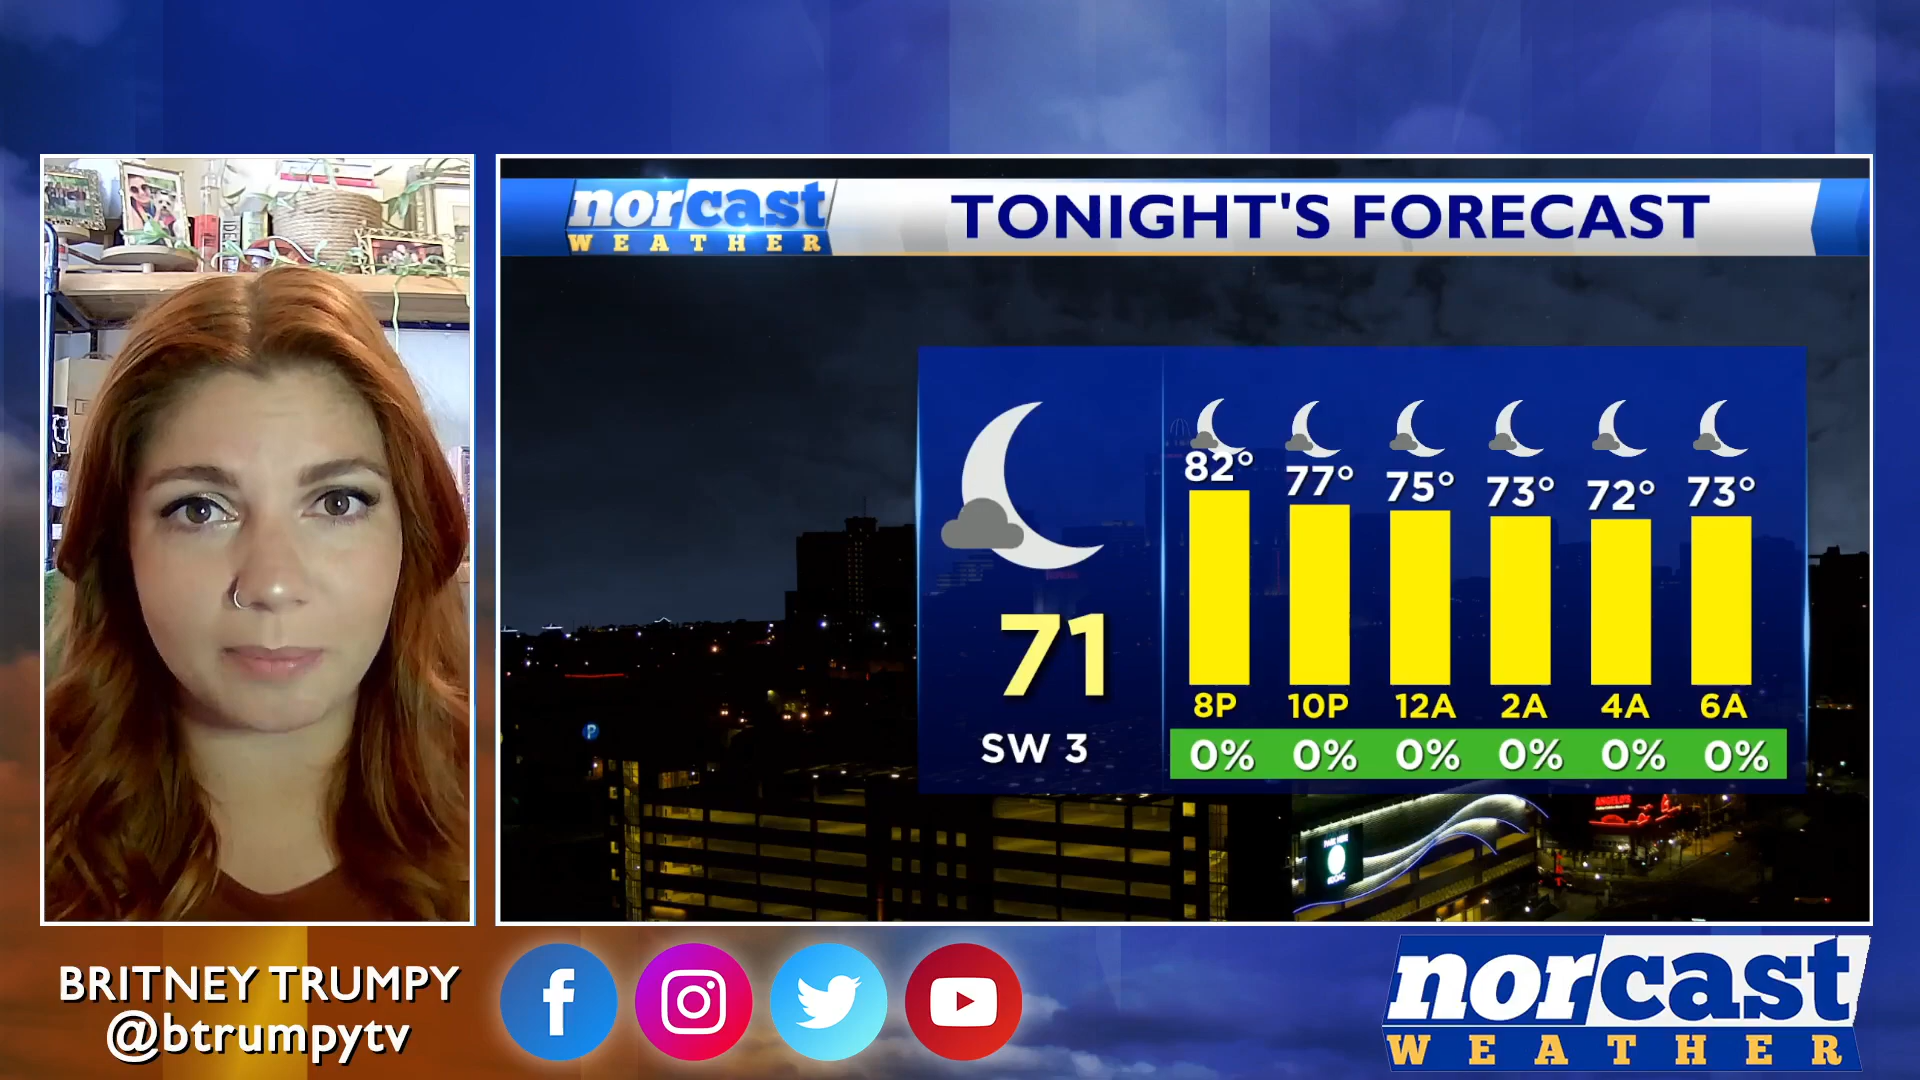 norcast
WEATHER
TONIGHT'S FORECAST
82° 77° 75° 73° 72° 73°
71
8P 10P 12A 2A 4A 6A
SW 3
0% 0% 0% 0% 0% 0%
P
ANGELO'S
BRITNEY TRUMPY
@btrumpytv
norcast
WEATHER